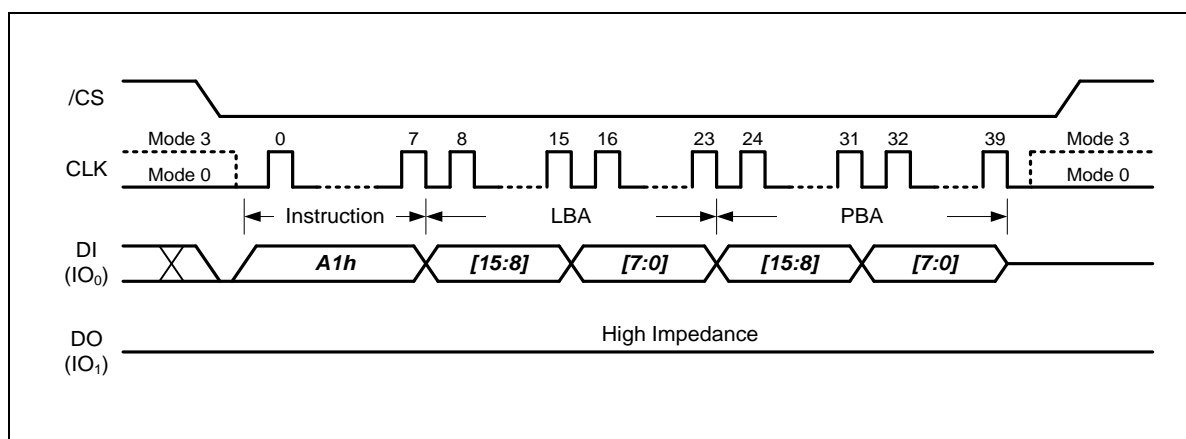 /CS
Mode 3 0 7 8 15 16 23 24 31 32 39 Mode 3
CLK
Mode 0 Mode 0
Instruction LBA PBA
DI
(IO₀)
A1h [15:8] [7:0] [15:8] [7:0]
High Impedance
DO
(IO₁)